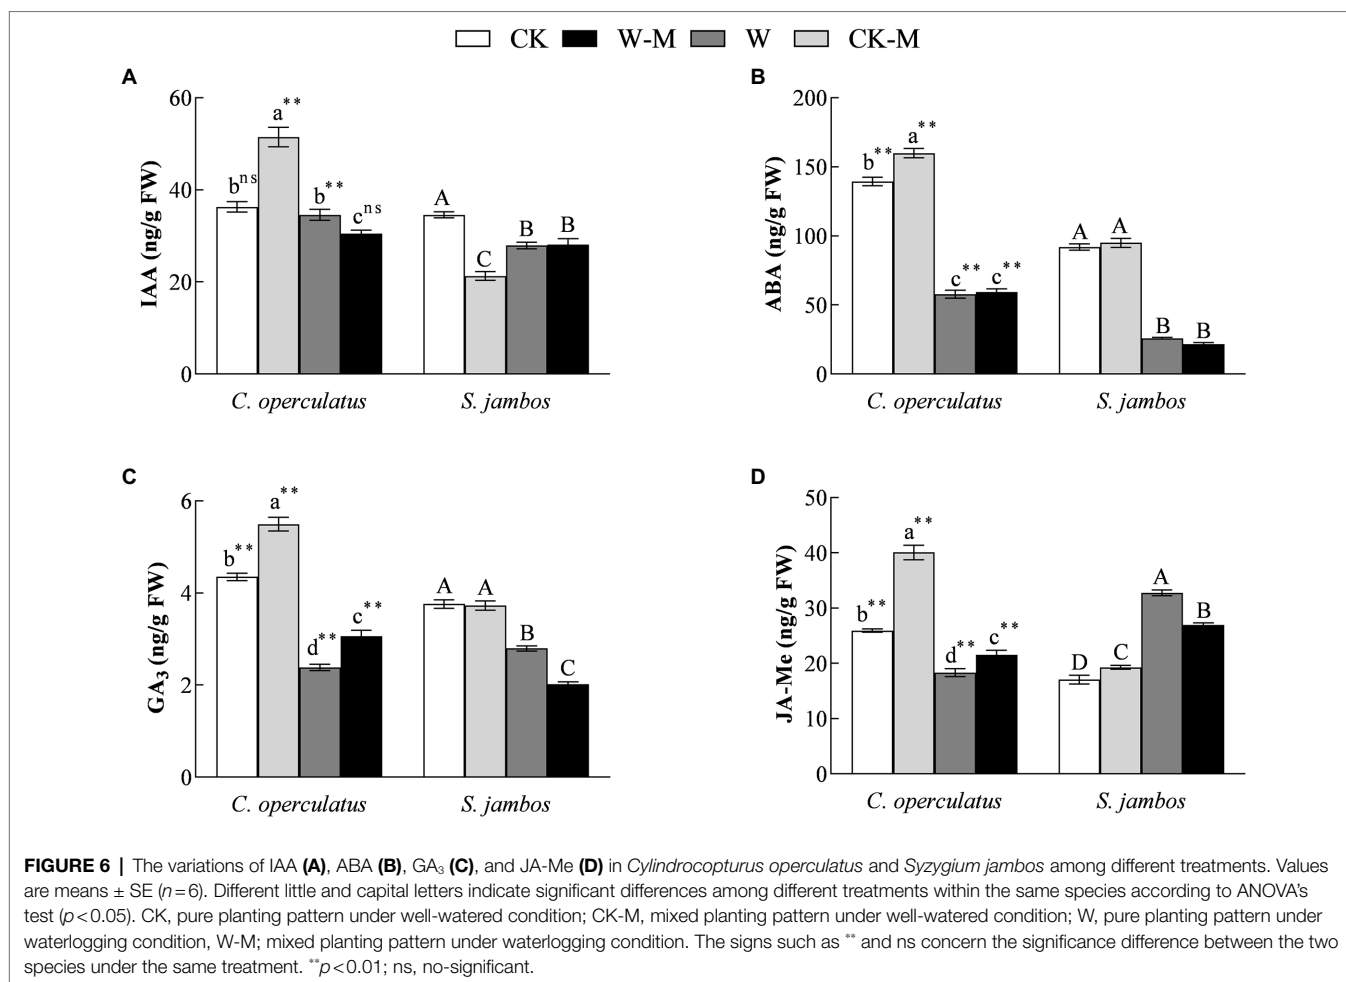 CK W-M W CK-M
A
60
40
20
0
IAA (ng/g FW)
bns
a**
b**
cns
A
C
B
B
C. operculatus S. jambos
B
200
150
100
50
0
ABA (ng/g FW)
b**
a**
c**
c**
A
A
B
B
C. operculatus S. jambos
C
6
4
2
0
GA3 (ng/g FW)
b**
a**
d**
c**
A
A
B
C
C. operculatus S. jambos
D
50
40
30
20
10
0
JA-Me (ng/g FW)
b**
a**
d**
c**
D
C
A
B
C. operculatus S. jambos
FIGURE 6 | The variations of IAA (A), ABA (B), GA3 (C), and JA-Me (D) in Cylindrocopturus operculatus and Syzygium jambos among different treatments. Values
are means ± SE (n=6). Different little and capital letters indicate significant differences among different treatments within the same species according to ANOVA's
test (p<0.05). CK, pure planting pattern under well-watered condition; CK-M, mixed planting pattern under well-watered condition; W, pure planting pattern under
waterlogging condition, W-M; mixed planting pattern under waterlogging condition. The signs such as ** and ns concern the significance difference between the two
species under the same treatment. **p<0.01; ns, no-significant.